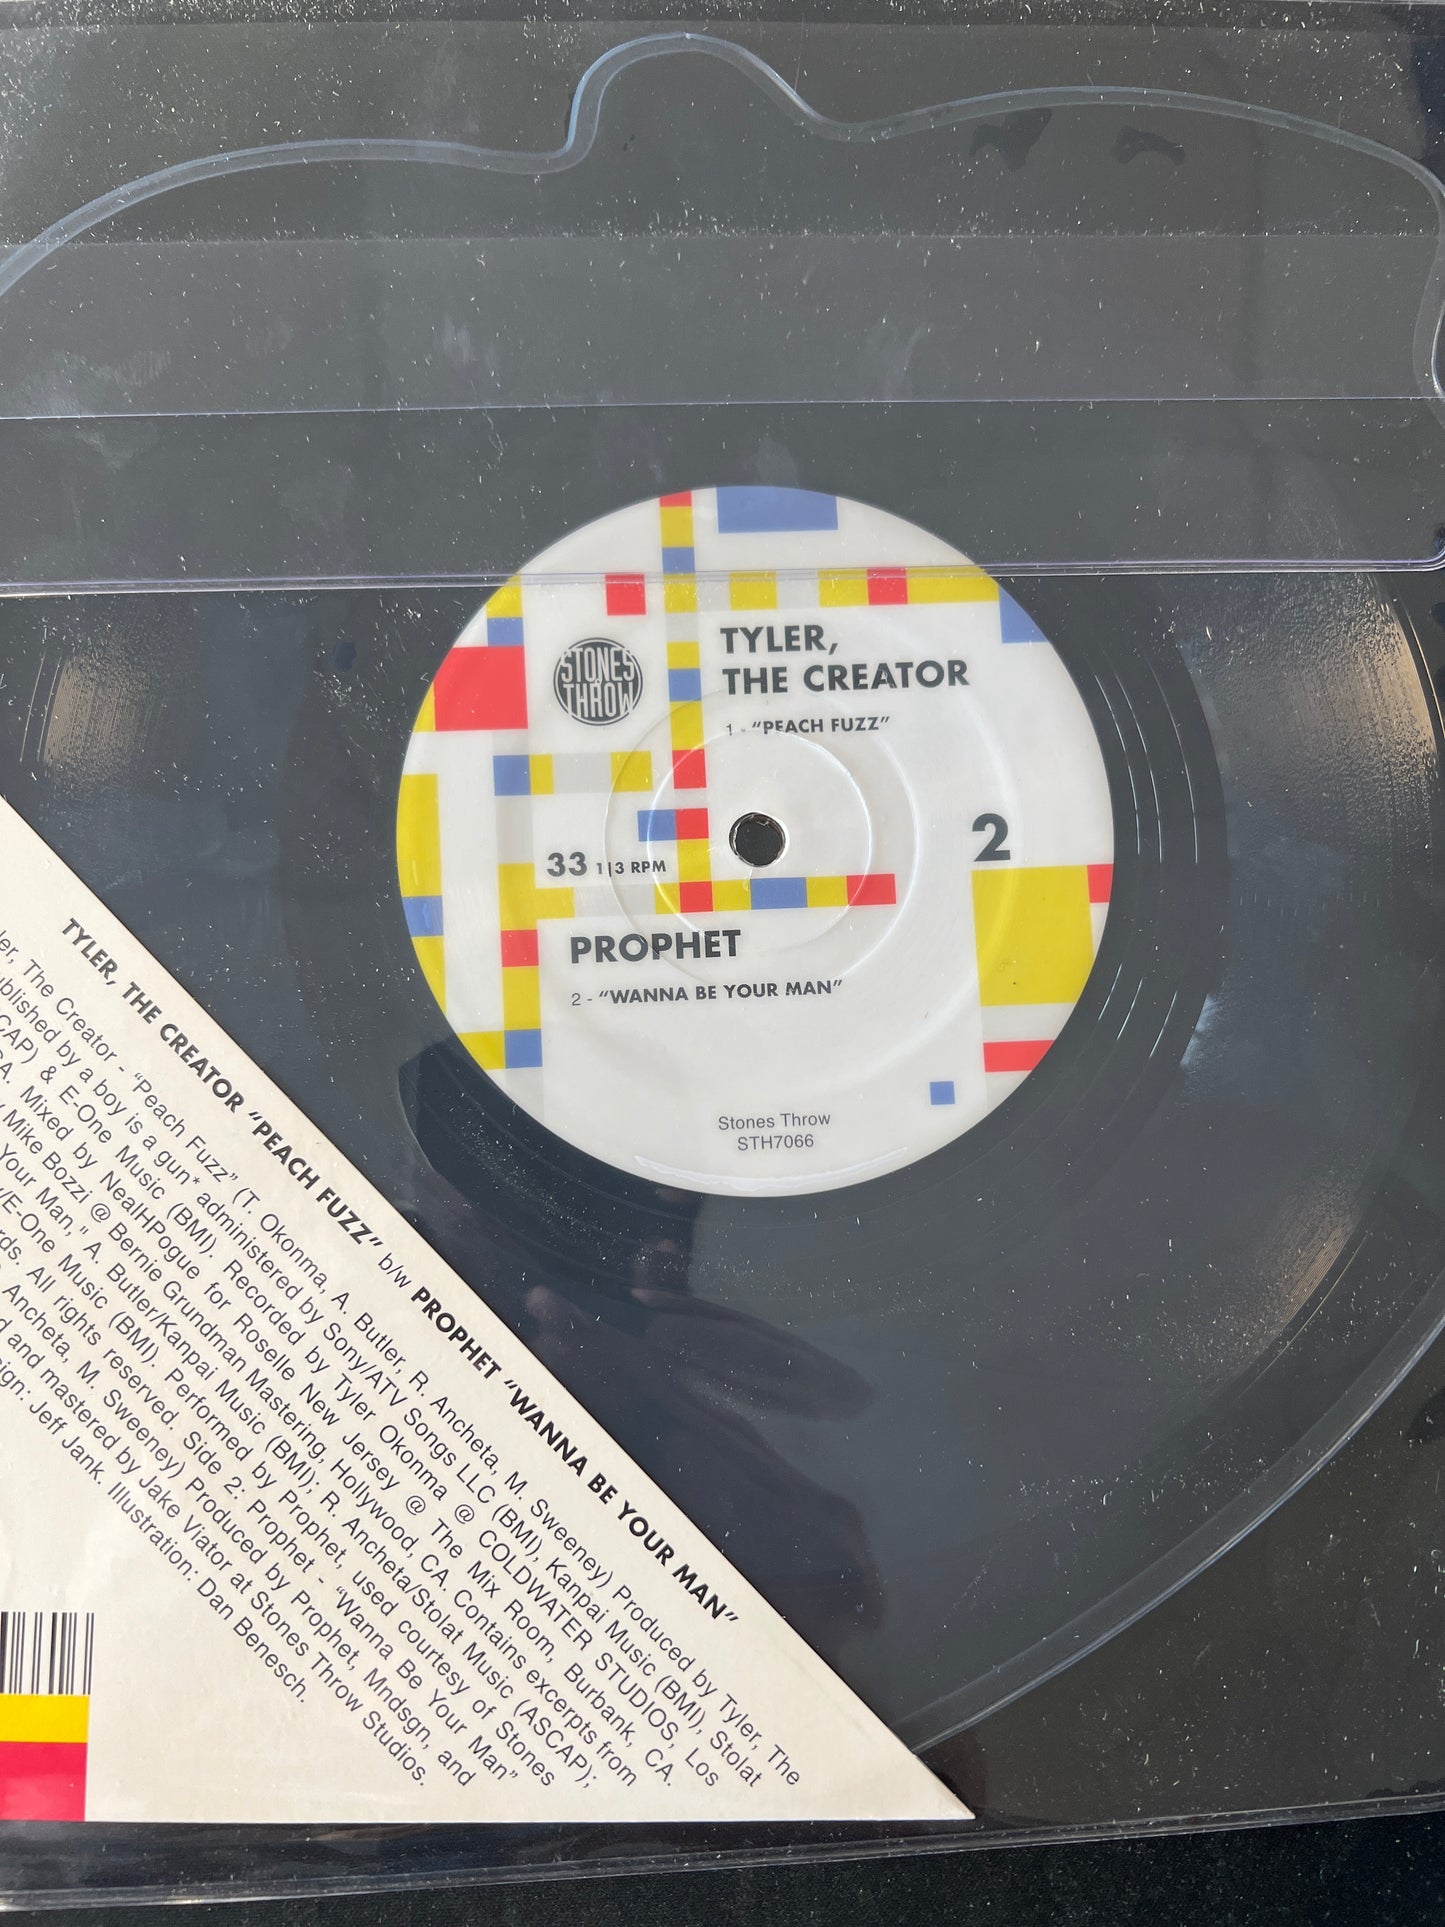 STONES
THROW
TYLER,
THE CREATOR
1 - "PEACH FUZZ"
2
33 1|3 RPM
PROPHET
2 - "WANNA BE YOUR MAN"
Stones Throw
STH7066
TYLER, THE CREATOR "PEACH FUZZ" b/w PROPHET "WANNA BE YOUR MAN"
The Creator - "Peach Fuzz" (T. Okonma, A. Butler, R. Ancheta, M. Sweeney) Produced by Tyler, The
by a boy is a gun* administered by Sony/ATV Songs LLC (BMI), Kanpai Music (BMI), Stolat
& E-One Music (BMI). Recorded by Tyler Okonma @ COLDWATER STUDIOS, Los
Mixed by NealHPogue for Roselle New Jersey @ The Mix Room, Burbank, CA.
Mike Bozzi @ Bernie Grundman Mastering, Hollywood, CA. Contains excerpts from
Your Man," A. Butler/Kanpai Music (BMI); R. Ancheta/Stolat Music (ASCAP);
/E-One Music (BMI). Performed by Prophet, used courtesy of Stones
All rights reserved. Side 2: Prophet - "Wanna Be Your Man"
Ancheta, M. Sweeney) Produced by Prophet, Mndsgn, and
and mastered by Jake Viator at Stones Throw Studios.
Jeff Jank. Illustration: Dan Benesch.